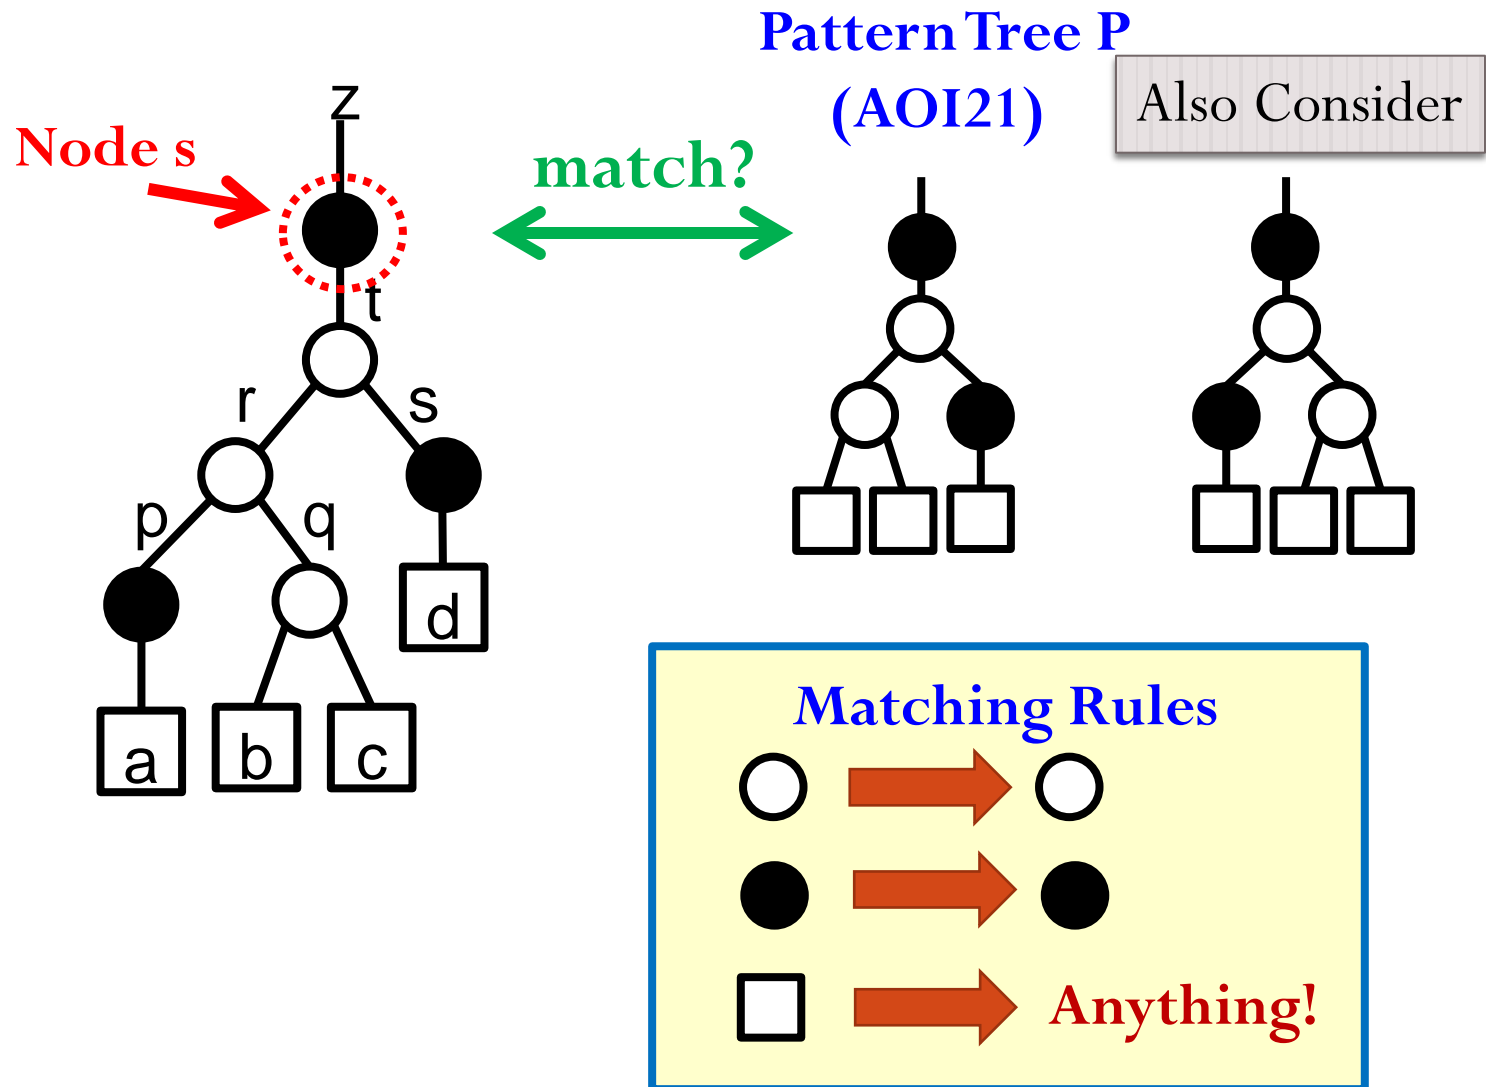 Pattern Tree P
(AOI21)
Also Consider
z
Node s
match?
t
r
s
p
q
d
a
b
c
Matching Rules
Anything!